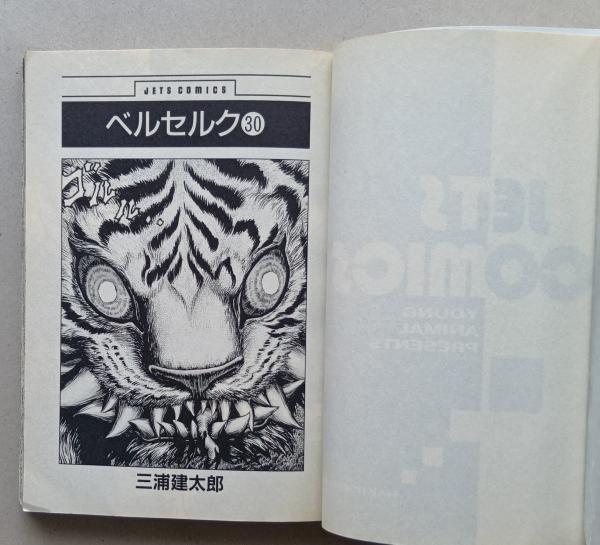 JETS COMICS
ベルセルク㉚
グルル…
三浦建太郎
JETS
COMICS
YOUNG
ANIMAL
PRESENTS